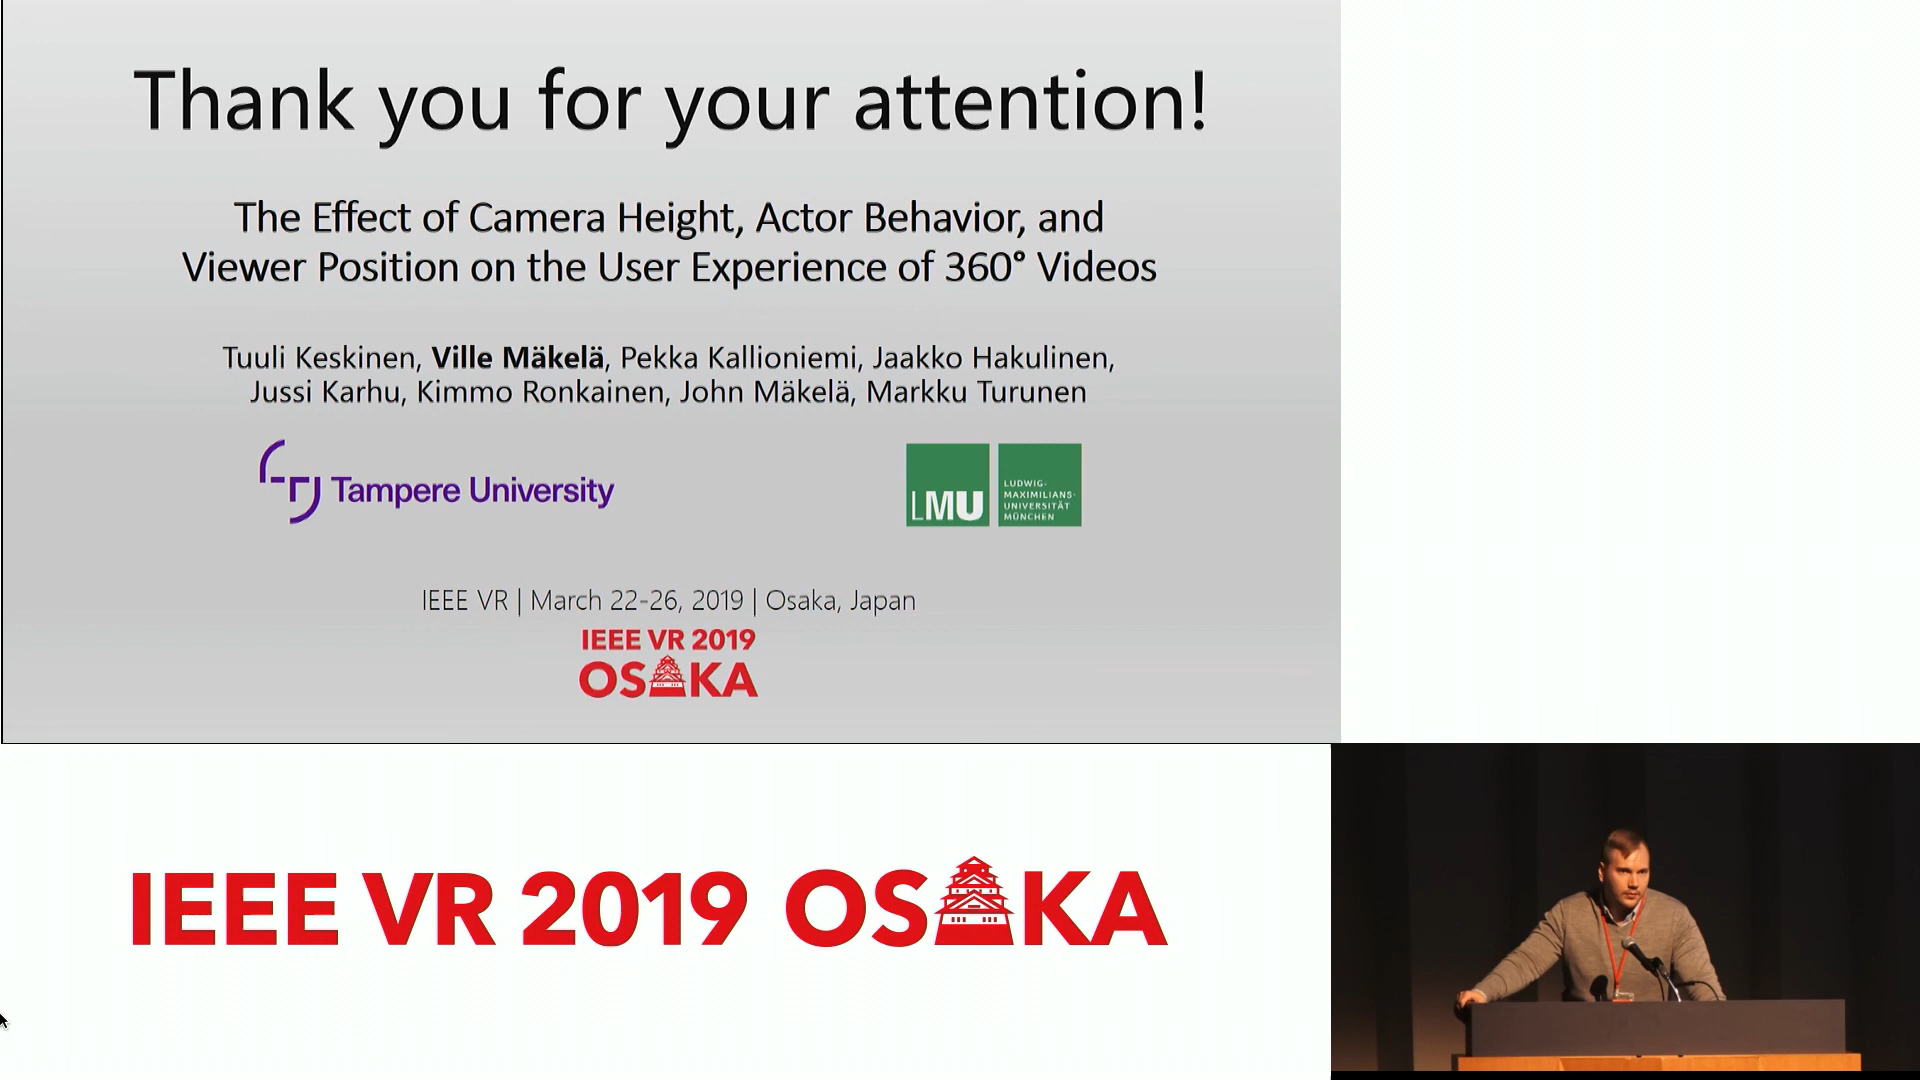 Thank you for your attention!
The Effect of Camera Height, Actor Behavior, and
Viewer Position on the User Experience of 360° Videos
Tuuli Keskinen, Ville Mäkelä, Pekka Kallioniemi, Jaakko Hakulinen,
Jussi Karhu, Kimmo Ronkainen, John Mäkelä, Markku Turunen
Tampere University
LMU
LUDWIG-
MAXIMILIANS-
UNIVERSITÄT
MÜNCHEN
IEEE VR | March 22-26, 2019 | Osaka, Japan
IEEE VR 2019
OSAKA
IEEE VR 2019 OSAKA